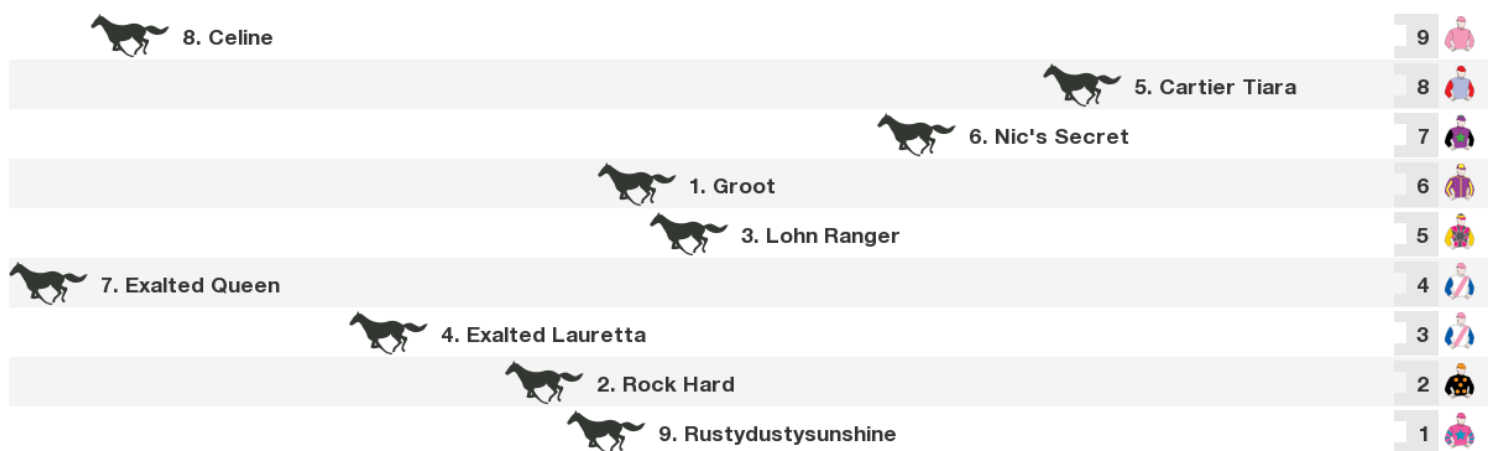 8. Celine 9
5. Cartier Tiara 8
6. Nic's Secret 7
1. Groot 6
3. Lohn Ranger 5
7. Exalted Queen 4
4. Exalted Lauretta 3
2. Rock Hard 2
9. Rustydustysunshine 1